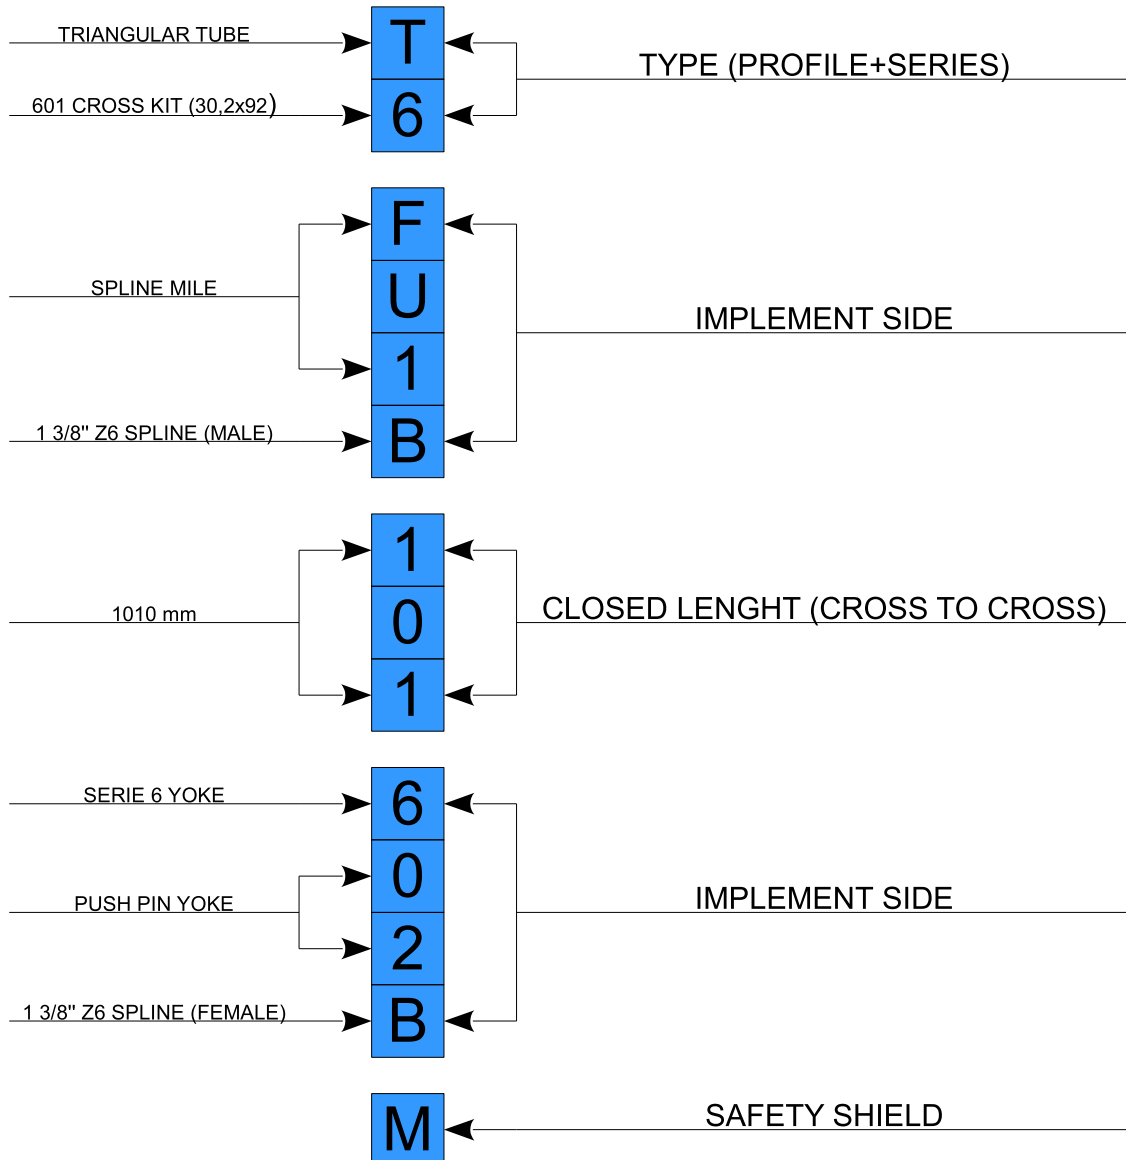 TRIANGULAR TUBE
T
TYPE (PROFILE+SERIES)
601 CROSS KIT (30,2x92)
6
F
SPLINE MILE
U
IMPLEMENT SIDE
1
1 3/8" Z6 SPLINE (MALE)
B
1
1010 mm
0
CLOSED LENGHT (CROSS TO CROSS)
1
SERIE 6 YOKE
6
0
PUSH PIN YOKE
IMPLEMENT SIDE
2
1 3/8" Z6 SPLINE (FEMALE)
B
M
SAFETY SHIELD